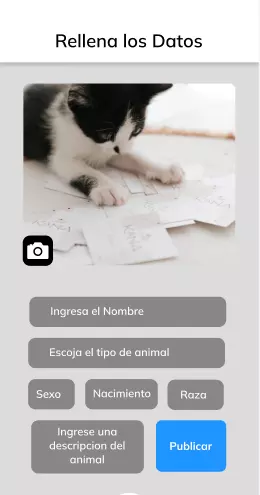 Rellena los Datos
Ingresa el Nombre
Escoja el tipo de animal
Sexo
Nacimiento
Raza
Ingrese una
descripcion del
animal
Publicar